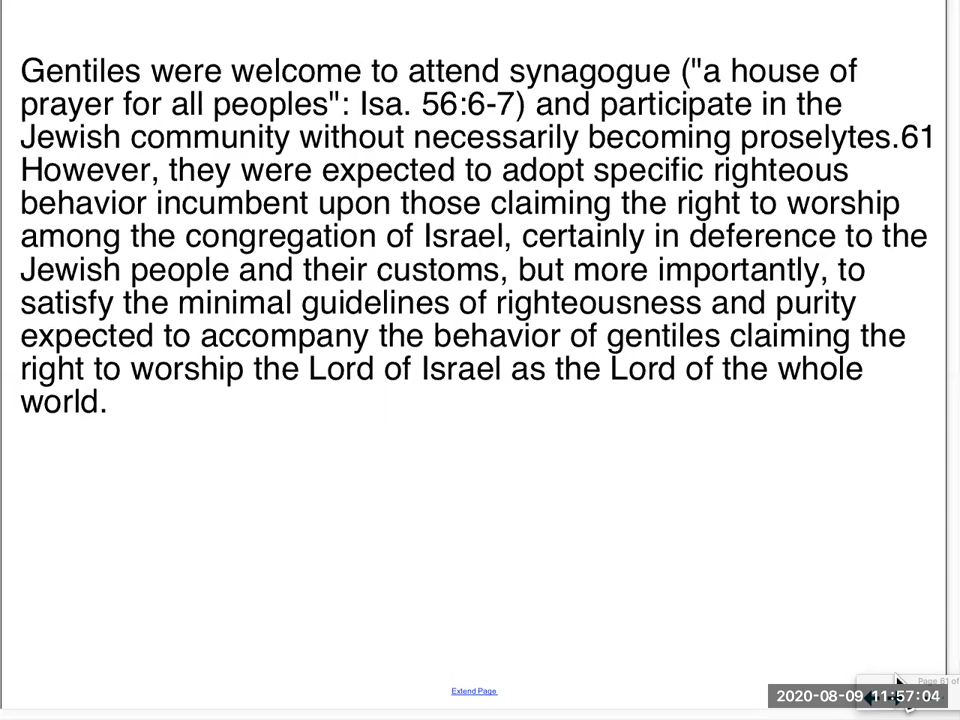 Gentiles were welcome to attend synagogue ("a house of
prayer for all peoples": Isa. 56:6-7) and participate in the
Jewish community without necessarily becoming proselytes.61
However, they were expected to adopt specific righteous
behavior incumbent upon those claiming the right to worship
among the congregation of Israel, certainly in deference to the
Jewish people and their customs, but more importantly, to
satisfy the minimal guidelines of righteousness and purity
expected to accompany the behavior of gentiles claiming the
right to worship the Lord of Israel as the Lord of the whole
world.
Page 61 of
Extend Page
2020-08-09 11:57:04